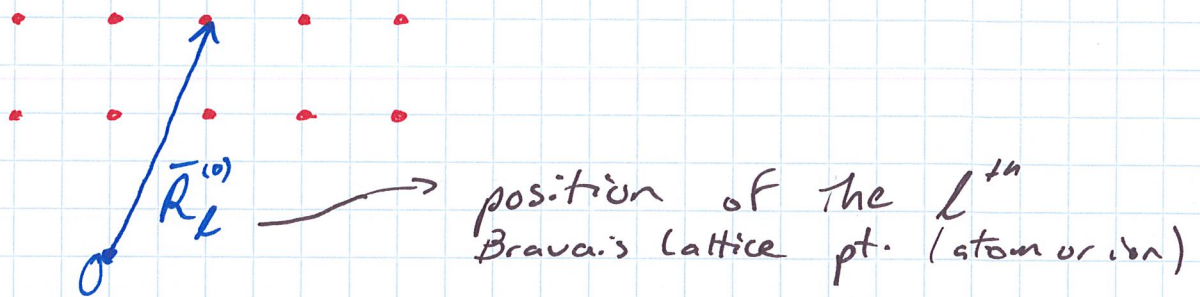 R̄ₗ⁽⁰⁾
position of the lᵗʰ
Bravais lattice pt. (atom or ion)
O